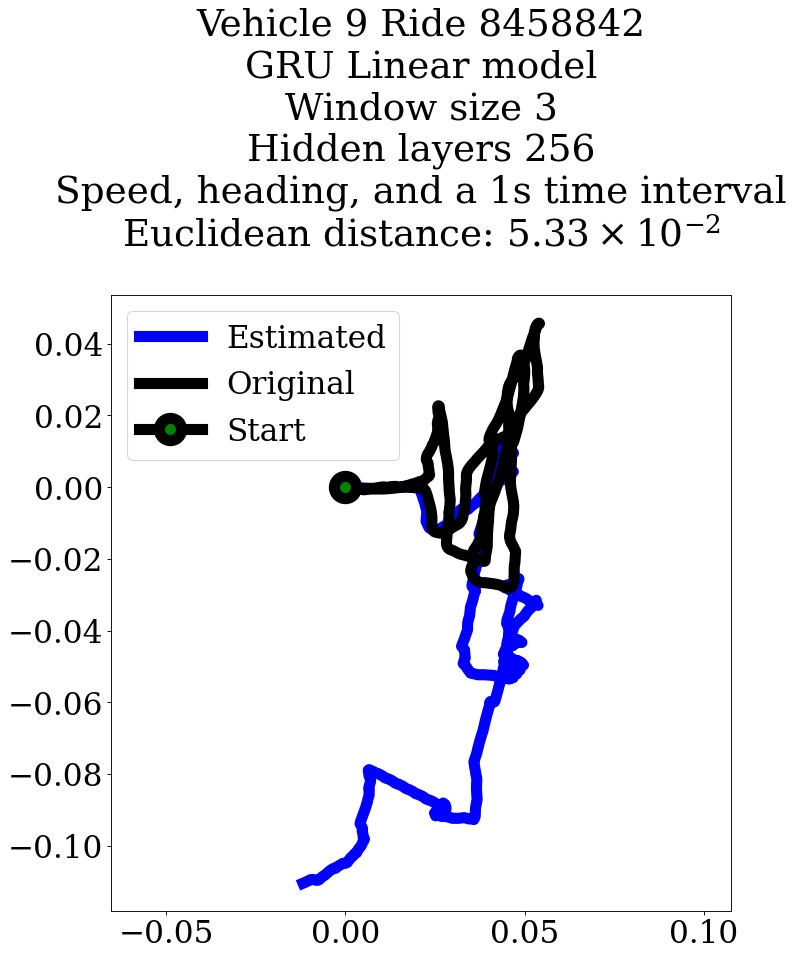 Vehicle 9 Ride 8458842
GRU Linear model
Window size 3
Hidden layers 256
Speed, heading, and a 1s time interval
Euclidean distance: 5.33 × 10⁻²
Estimated
Original
Start
0.04
0.02
0.00
−0.02
−0.04
−0.06
−0.08
−0.10
−0.05 0.00 0.05 0.10